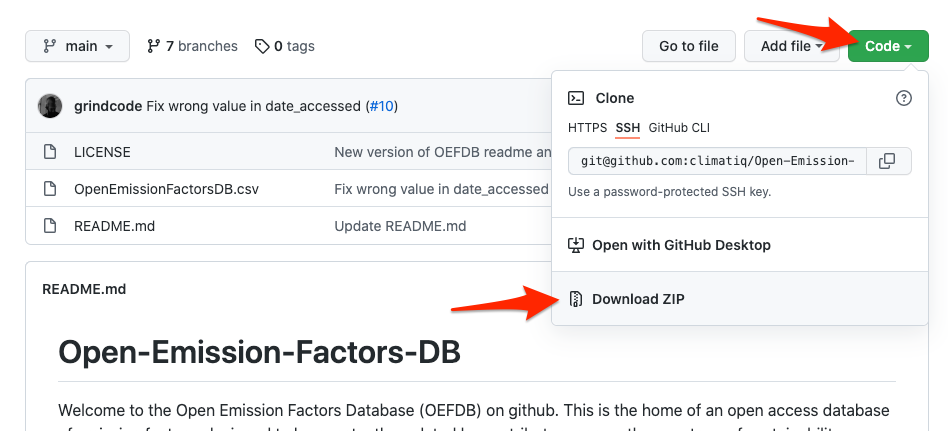 main 7 branches 0 tags Go to file Add file Code
grindcode Fix wrong value in date_accessed (#10)
LICENSE New version of OEFDB readme an
OpenEmissionFactorsDB.csv Fix wrong value in date_accessed
README.md Update README.md
Clone
HTTPS SSH GitHub CLI
git@github.com:climatiq/Open-Emission-
Use a password-protected SSH key.
Open with GitHub Desktop
Download ZIP
README.md
Open-Emission-Factors-DB
Welcome to the Open Emission Factors Database (OEFDB) on github. This is the home of an open access database